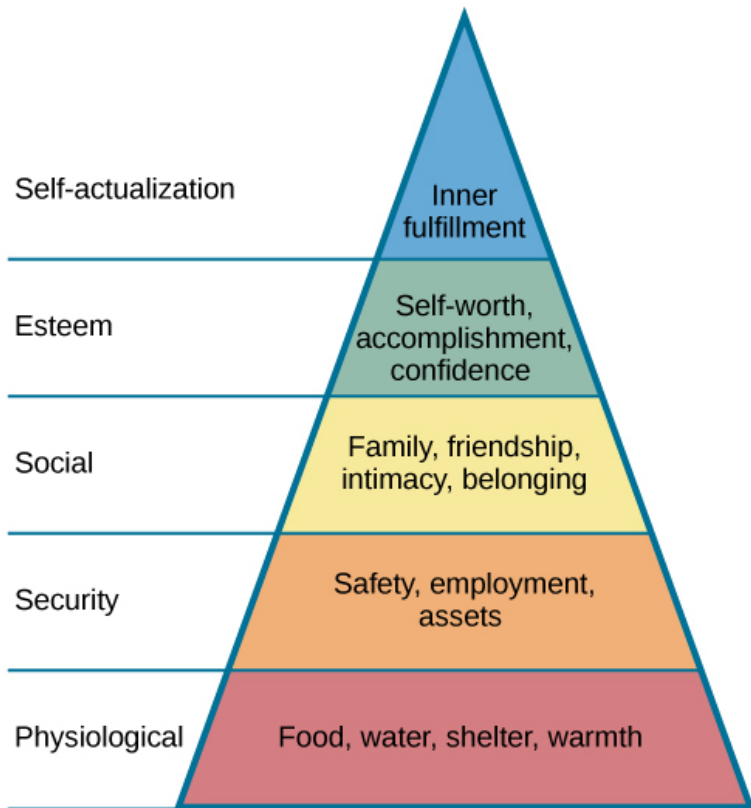 Self-actualization
Inner
fulfillment
Esteem
Self-worth,
accomplishment,
confidence
Social
Family, friendship,
intimacy, belonging
Security
Safety, employment,
assets
Physiological
Food, water, shelter, warmth